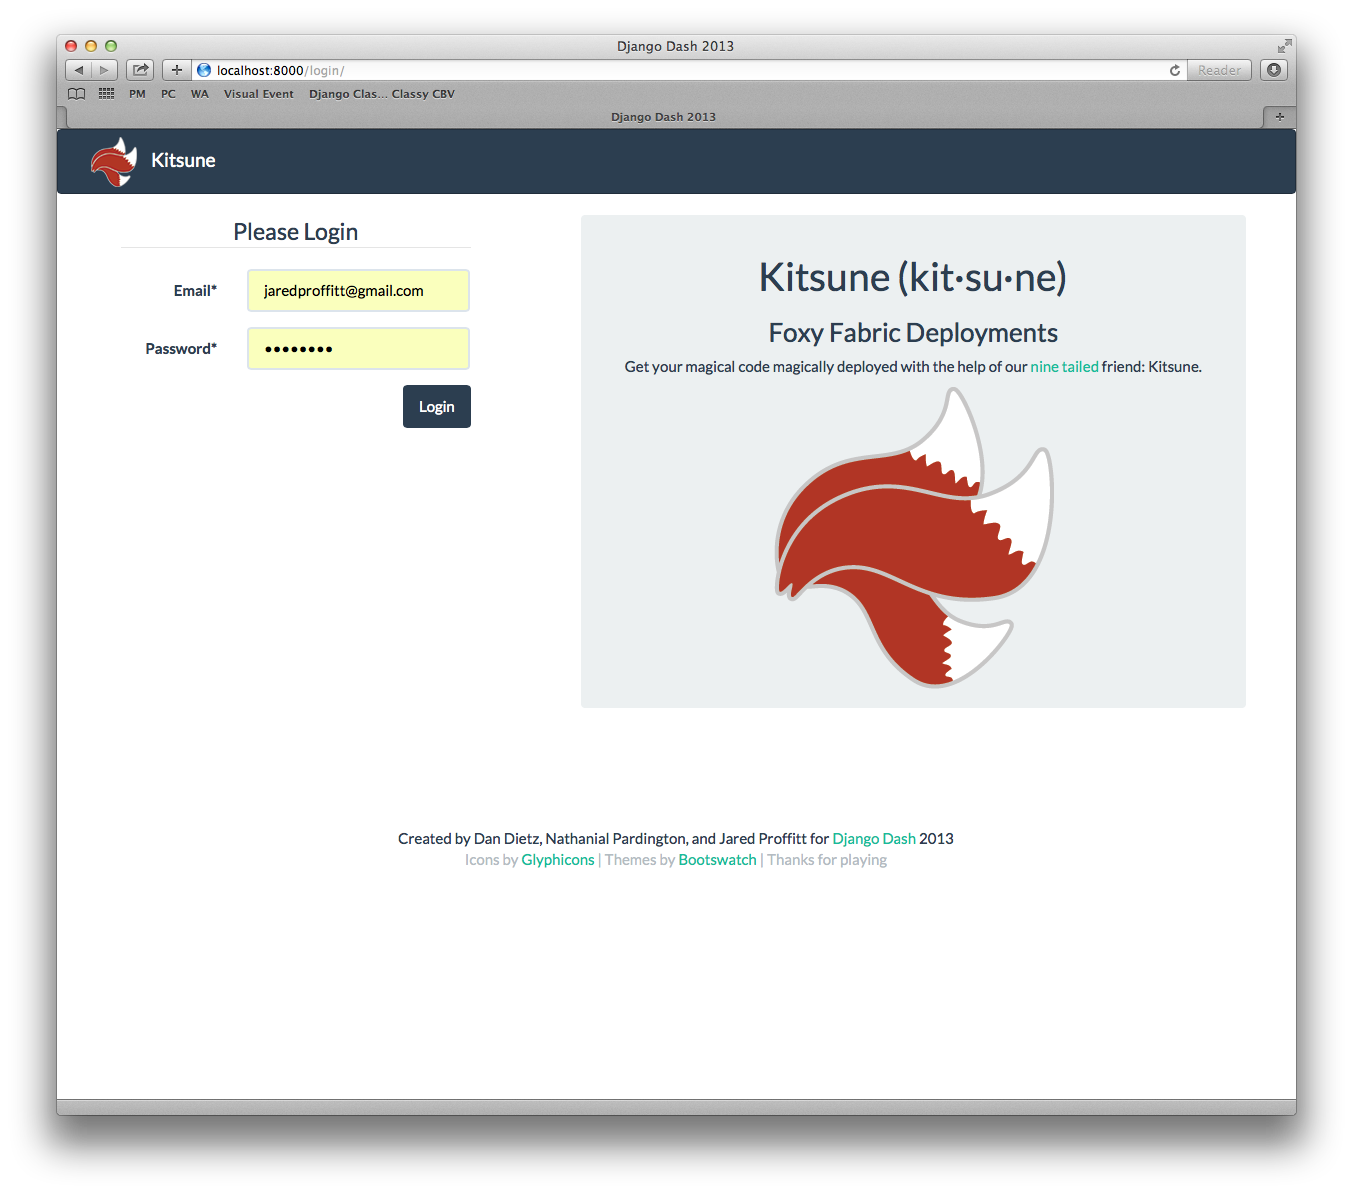 Django Dash 2013
localhost:8000/login/
Reader
PM PC WA Visual Event Django Clas... Classy CBV
Django Dash 2013
Kitsune
Please Login
Email*
jaredproffitt@gmail.com
Password*
••••••••
Login
Kitsune (kit·su·ne)
Foxy Fabric Deployments
Get your magical code magically deployed with the help of our nine tailed friend: Kitsune.
Created by Dan Dietz, Nathanial Pardington, and Jared Proffitt for Django Dash 2013
Icons by Glyphicons | Themes by Bootswatch | Thanks for playing